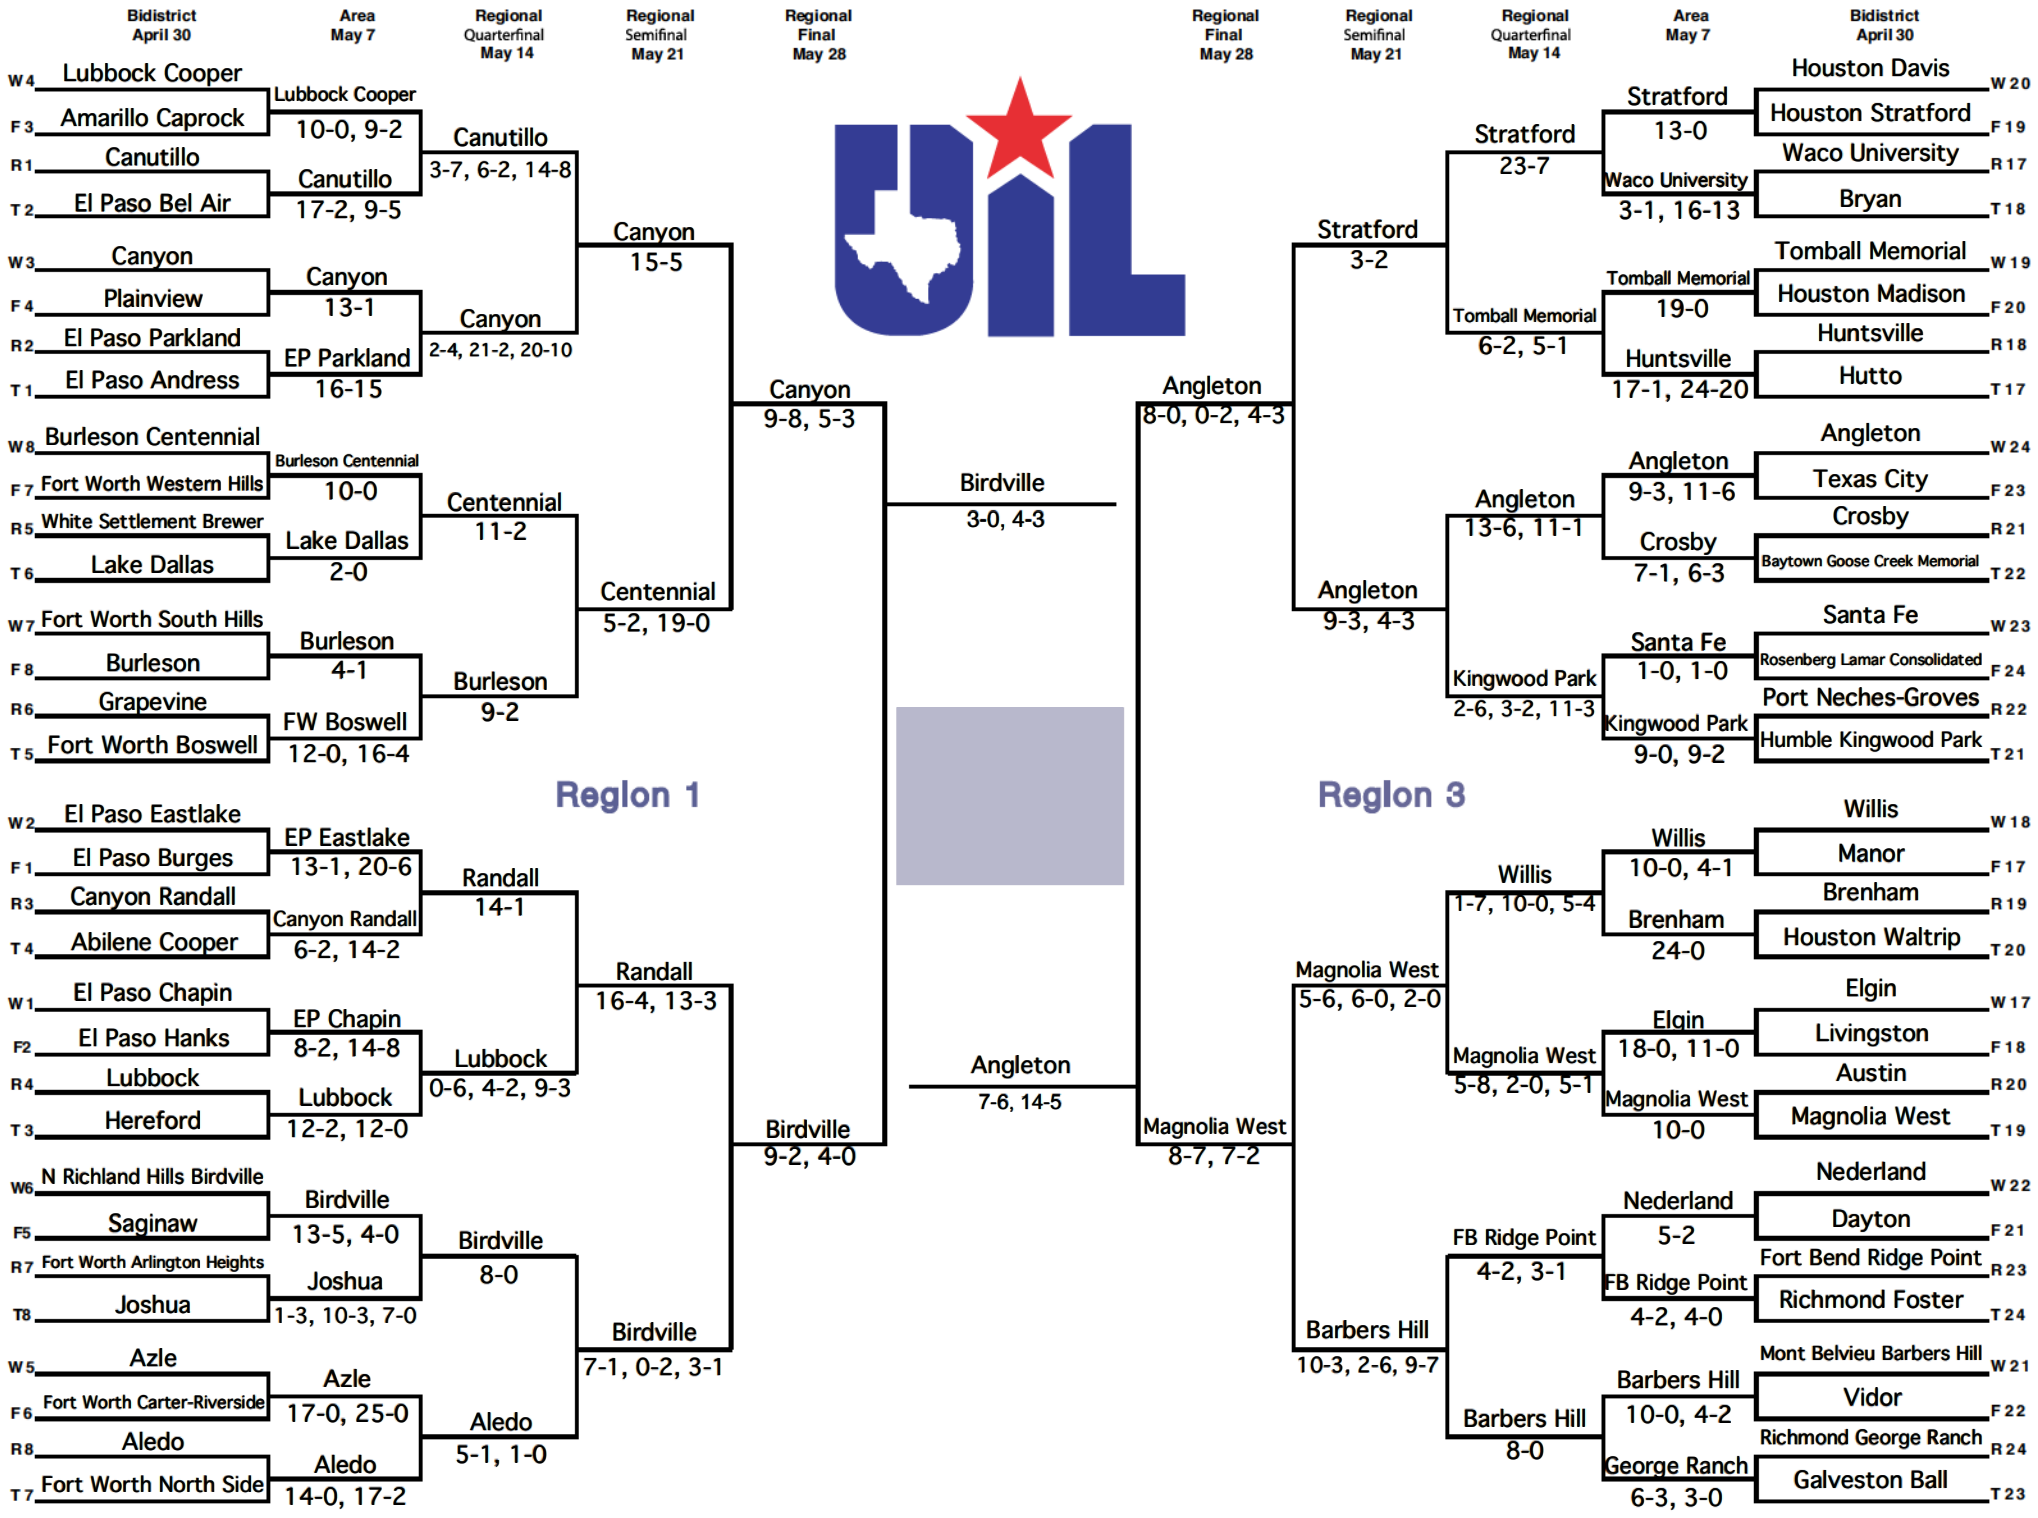 Bidistrict
April 30
Area
May 7
Regional
Quarterfinal
May 14
Regional
Semifinal
May 21
Regional
Final
May 28
Regional
Final
May 28
Regional
Semifinal
May 21
Regional
Quarterfinal
May 14
Area
May 7
Bidistrict
April 30
UIL
W4 Lubbock Cooper
F3 Amarillo Caprock
R1 Canutillo
T2 El Paso Bel Air
W3 Canyon
F4 Plainview
R2 El Paso Parkland
T1 El Paso Andress
W8 Burleson Centennial
F7 Fort Worth Western Hills
R5 White Settlement Brewer
T6 Lake Dallas
W7 Fort Worth South Hills
F8 Burleson
R6 Grapevine
T5 Fort Worth Boswell
W2 El Paso Eastlake
F1 El Paso Burges
R3 Canyon Randall
T4 Abilene Cooper
W1 El Paso Chapin
F2 El Paso Hanks
R4 Lubbock
T3 Hereford
W6 N Richland Hills Birdville
F5 Saginaw
R7 Fort Worth Arlington Heights
T8 Joshua
W5 Azle
F6 Fort Worth Carter-Riverside
R8 Aledo
T7 Fort Worth North Side
Lubbock Cooper
10-0, 9-2
Canutillo
17-2, 9-5
Canyon
13-1
EP Parkland
16-15
Burleson Centennial
10-0
Lake Dallas
2-0
Burleson
4-1
FW Boswell
12-0, 16-4
EP Eastlake
13-1, 20-6
Canyon Randall
6-2, 14-2
EP Chapin
8-2, 14-8
Lubbock
12-2, 12-0
Birdville
13-5, 4-0
Joshua
1-3, 10-3, 7-0
Azle
17-0, 25-0
Aledo
14-0, 17-2
Canutillo
3-7, 6-2, 14-8
Canyon
2-4, 21-2, 20-10
Centennial
11-2
Burleson
9-2
Randall
14-1
Lubbock
0-6, 4-2, 9-3
Birdville
8-0
Aledo
5-1, 1-0
Canyon
15-5
Centennial
5-2, 19-0
Randall
16-4, 13-3
Birdville
7-1, 0-2, 3-1
Canyon
9-8, 5-3
Birdville
9-2, 4-0
Region 1
Birdville
3-0, 4-3
Angleton
7-6, 14-5
Region 3
Angleton
8-0, 0-2, 4-3
Magnolia West
8-7, 7-2
Stratford
3-2
Angleton
9-3, 4-3
Magnolia West
5-6, 6-0, 2-0
Barbers Hill
10-3, 2-6, 9-7
Stratford
23-7
Tomball Memorial
6-2, 5-1
Angleton
13-6, 11-1
Kingwood Park
2-6, 3-2, 11-3
Willis
1-7, 10-0, 5-4
Magnolia West
5-8, 2-0, 5-1
FB Ridge Point
4-2, 3-1
Barbers Hill
8-0
Stratford
13-0
Waco University
3-1, 16-13
Tomball Memorial
19-0
Huntsville
17-1, 24-20
Angleton
9-3, 11-6
Crosby
7-1, 6-3
Santa Fe
1-0, 1-0
Kingwood Park
9-0, 9-2
Willis
10-0, 4-1
Brenham
24-0
Elgin
18-0, 11-0
Magnolia West
10-0
Nederland
5-2
FB Ridge Point
4-2, 4-0
Barbers Hill
10-0, 4-2
George Ranch
6-3, 3-0
Houston Davis W20
Houston Stratford F19
Waco University R17
Bryan T18
Tomball Memorial W19
Houston Madison F20
Huntsville R18
Hutto T17
Angleton W24
Texas City F23
Crosby R21
Baytown Goose Creek Memorial T22
Santa Fe W23
Rosenberg Lamar Consolidated F24
Port Neches-Groves R22
Humble Kingwood Park T21
Willis W18
Manor F17
Brenham R19
Houston Waltrip T20
Elgin W17
Livingston F18
Austin R20
Magnolia West T19
Nederland W22
Dayton F21
Fort Bend Ridge Point R23
Richmond Foster T24
Mont Belvieu Barbers Hill W21
Vidor F22
Richmond George Ranch R24
Galveston Ball T23